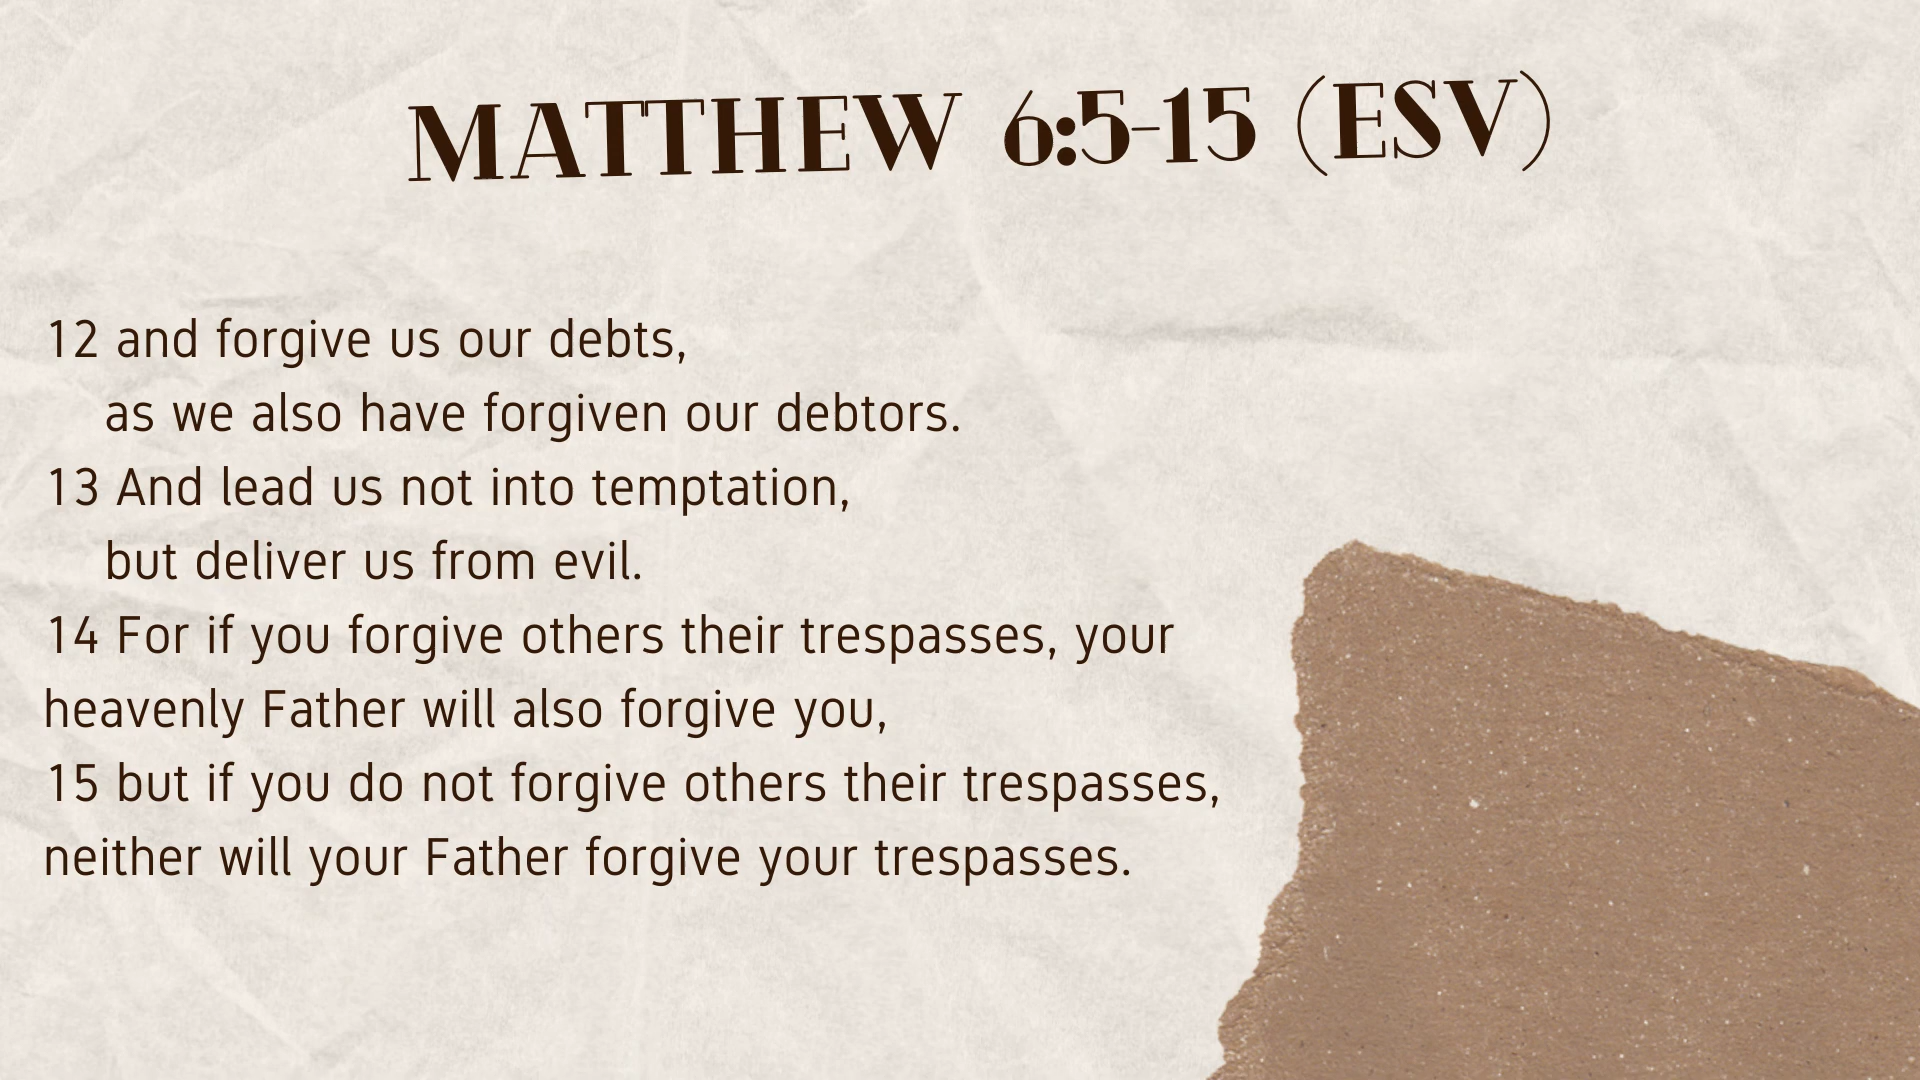 MATTHEW 6:5-15 (ESV)
12 and forgive us our debts,
as we also have forgiven our debtors.
13 And lead us not into temptation,
but deliver us from evil.
14 For if you forgive others their trespasses, your
heavenly Father will also forgive you,
15 but if you do not forgive others their trespasses,
neither will your Father forgive your trespasses.